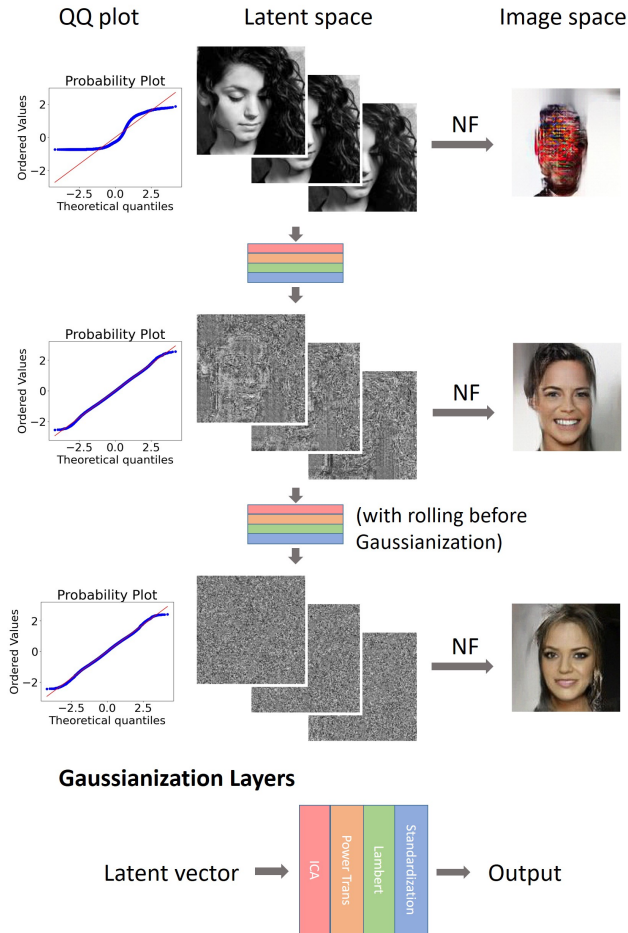 QQ plot
Latent space
Image space
Probability Plot
Ordered Values
2
0
−2
−2.5 0.0 2.5
Theoretical quantiles
NF
Probability Plot
Ordered Values
2
0
−2
−2.5 0.0 2.5
Theoretical quantiles
NF
(with rolling before
Gaussianization)
Probability Plot
Ordered Values
2
0
−2
−2.5 0.0 2.5
Theoretical quantiles
NF
Gaussianization Layers
Latent vector
ICA
Power Trans
Lambert
Standardization
Output